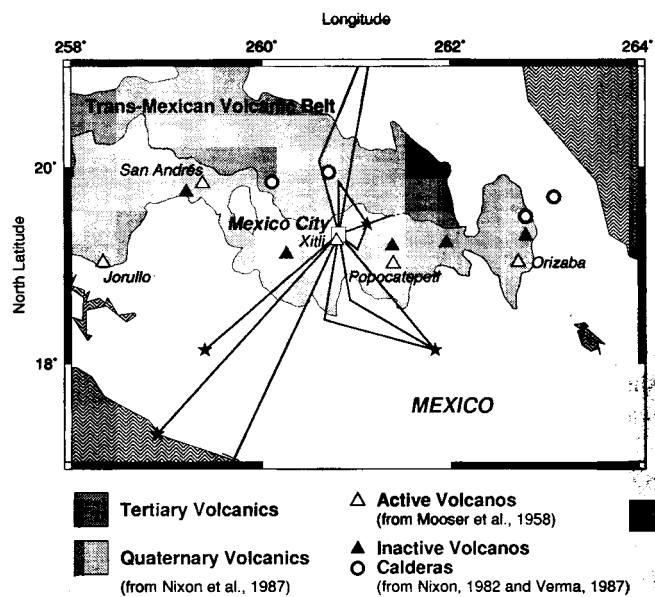 Longitude
258° 260° 262° 264°
Trans-Mexican Volcanic Belt
20°
San Andrés
Mexico City
Xitli
Jorullo
Popocatepetl
Orizaba
North Latitude
18°
MEXICO
Tertiary Volcanics
Quaternary Volcanics
(from Nixon et al., 1987)
Active Volcanos
(from Mooser et al., 1958)
Inactive Volcanos
Calderas
(from Nixon, 1982 and Verma, 1987)